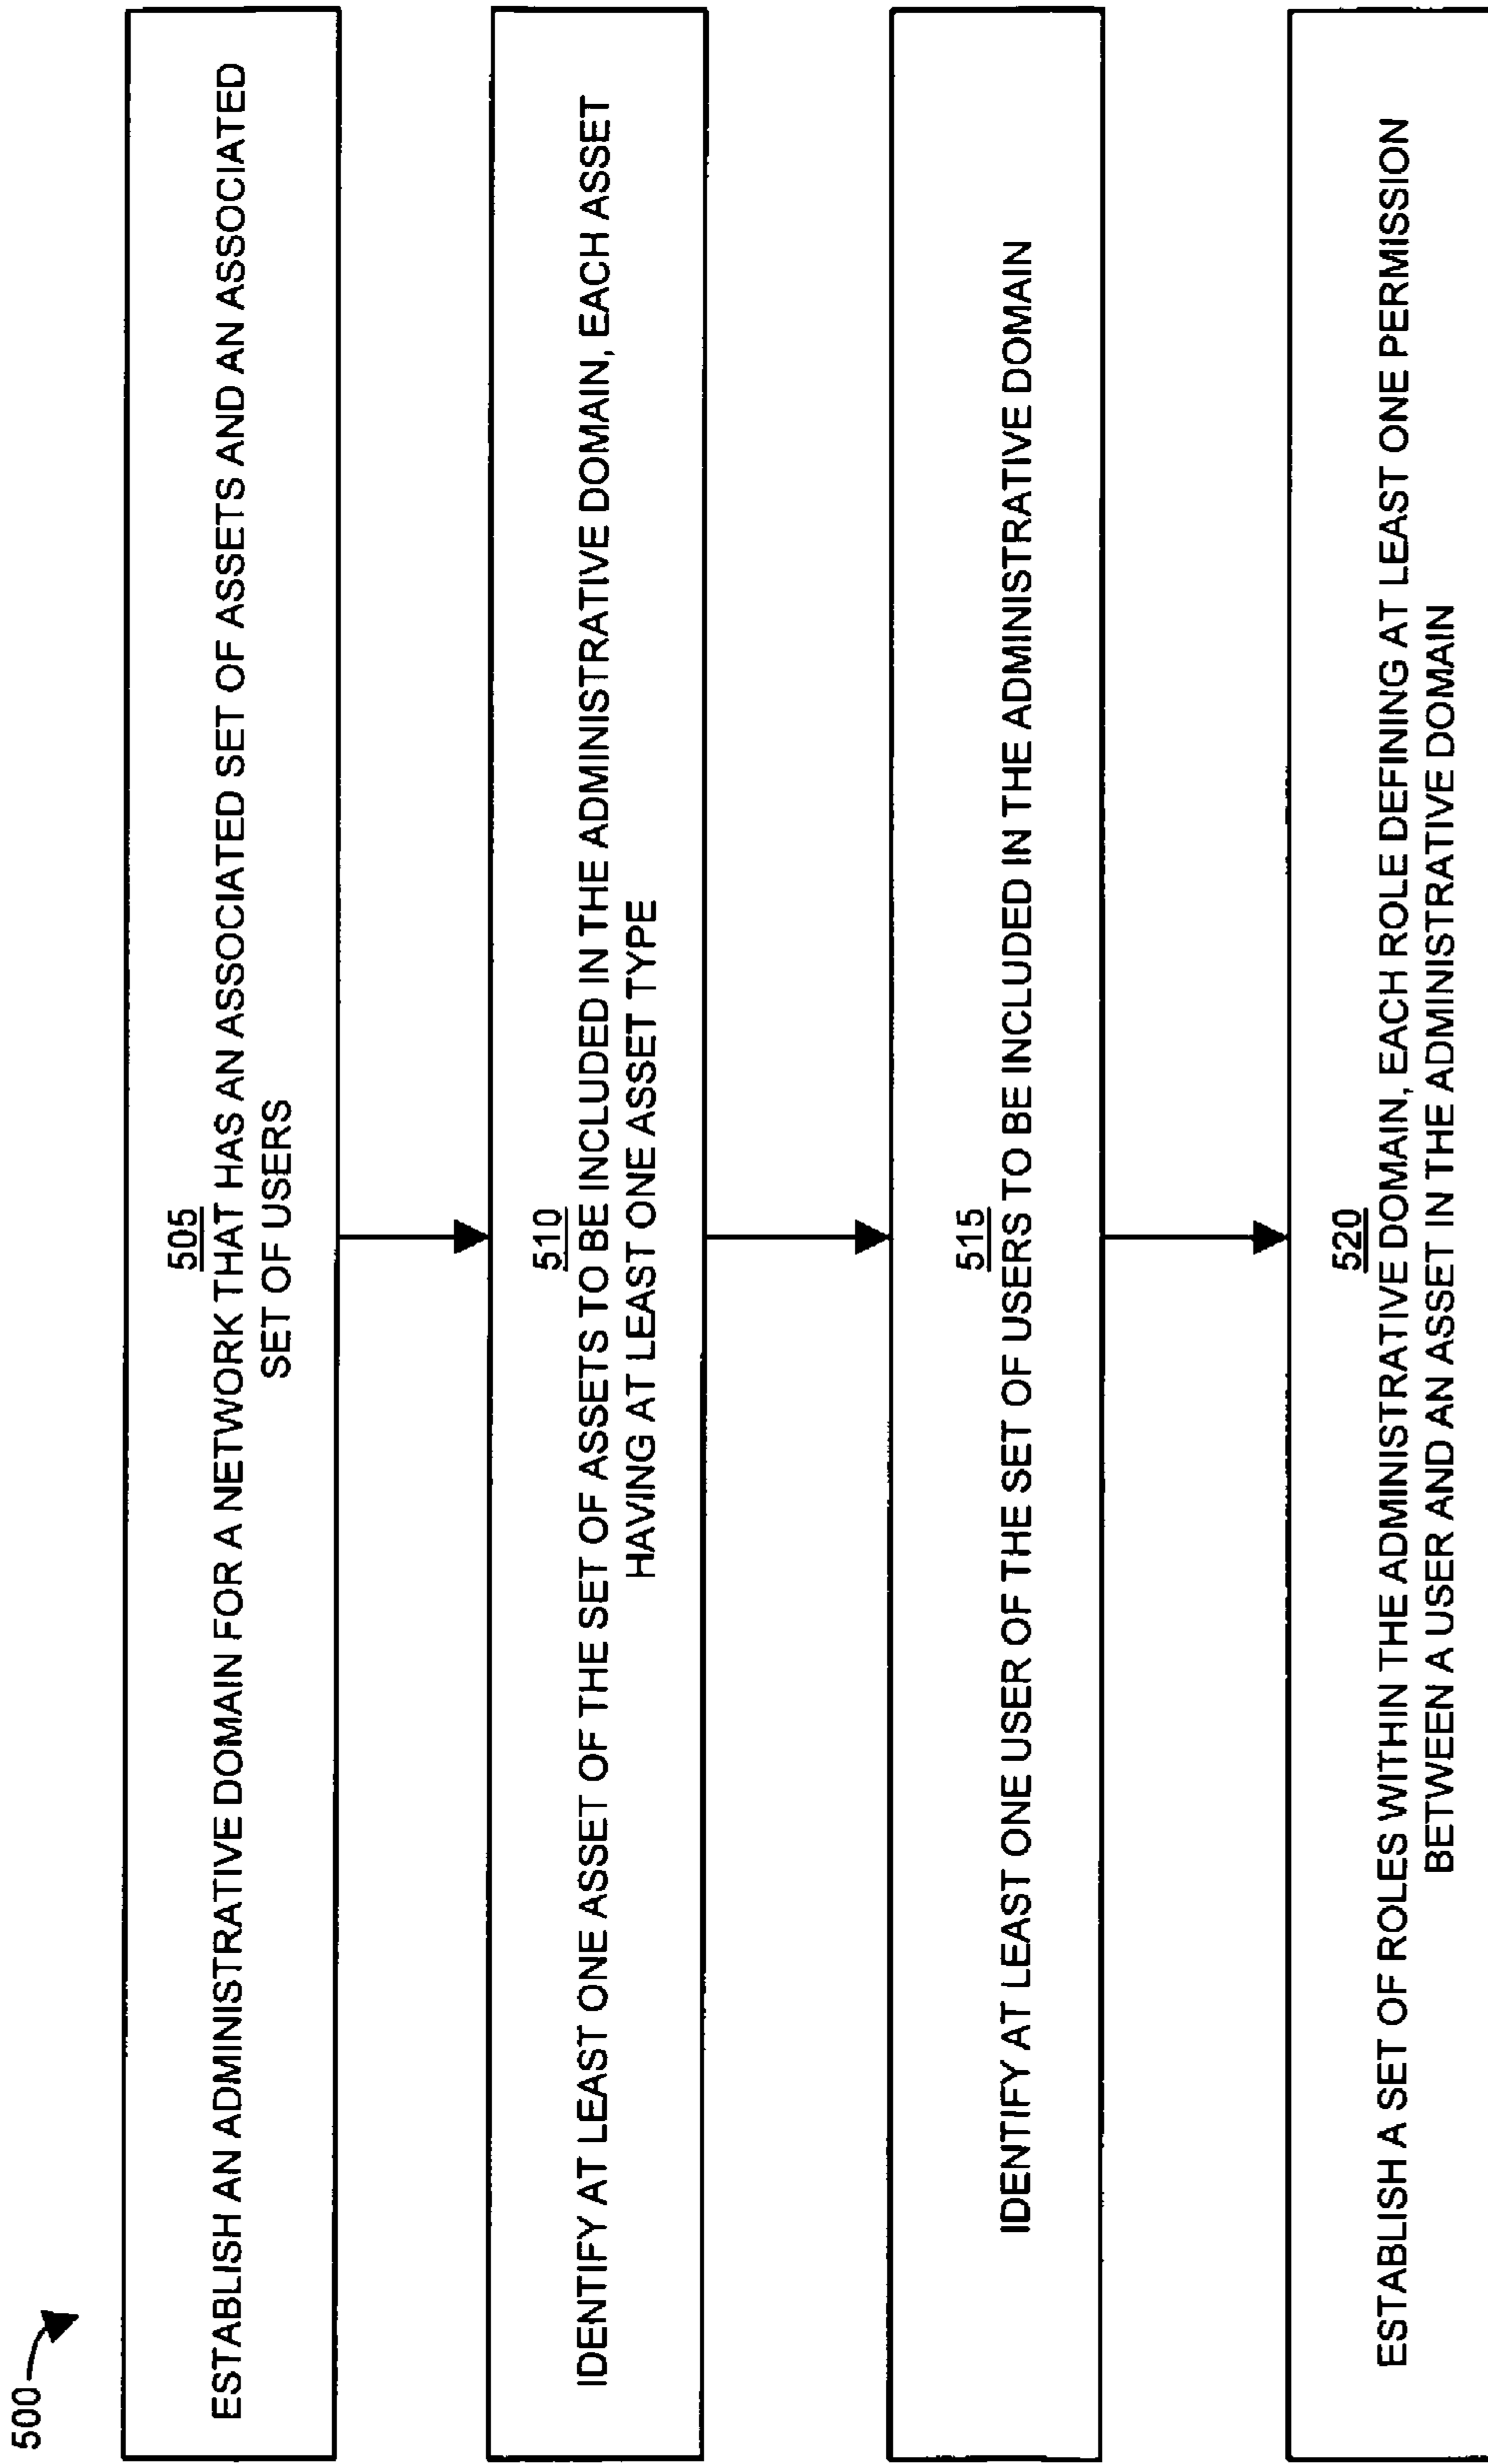 500
505
ESTABLISH AN ADMINISTRATIVE DOMAIN FOR A NETWORK THAT HAS AN ASSOCIATED SET OF ASSETS AND AN ASSOCIATED
SET OF USERS
510
IDENTIFY AT LEAST ONE ASSET OF THE SET OF ASSETS TO BE INCLUDED IN THE ADMINISTRATIVE DOMAIN, EACH ASSET
HAVING AT LEAST ONE ASSET TYPE
515
IDENTIFY AT LEAST ONE USER OF THE SET OF USERS TO BE INCLUDED IN THE ADMINISTRATIVE DOMAIN
520
ESTABLISH A SET OF ROLES WITHIN THE ADMINISTRATIVE DOMAIN, EACH ROLE DEFINING AT LEAST ONE PERMISSION
BETWEEN A USER AND AN ASSET IN THE ADMINISTRATIVE DOMAIN